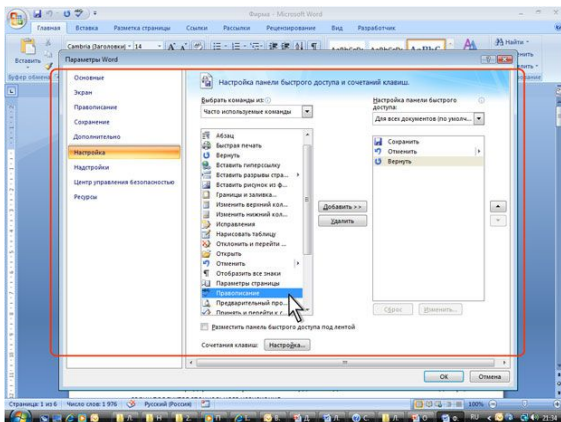 Фирма - Microsoft Word
Главная Вставка Разметка страницы Ссылки Рассылки Рецензирование Вид Разработчик
Вставить
Cambria (Заголовки) 14
Найти
Параметры Word
Основные
Экран
Правописание
Сохранение
Дополнительно
Настройка
Надстройки
Центр управления безопасностью
Ресурсы
Настройка панели быстрого доступа и сочетаний клавиш.
Выбрать команды из:
Часто используемые команды
Абзац
Быстрая печать
Вернуть
Вставить гиперссылку
Вставить разрывы стра...
Вставить рисунок из ф...
Границы и заливка...
Изменить верхний кол...
Изменить нижний кол...
Исправления
Нарисовать таблицу
Отклонить и перейти ...
Открыть
Отменить
Отобразить все знаки
Параметры страницы
Правописание
Предварительный про...
Принять и перейти к с...
Добавить >>
Удалить
Настройка панели быстрого
доступа:
Для всех документов (по умолч...
Сохранить
Отменить
Вернуть
Сброс Изменить...
Разместить панель быстрого доступа под лентой
Сочетания клавиш: Настройка...
ОК Отмена
Страница: 1 из 6 Число слов: 1 976 Русский (Россия) 100%
RU 21:34